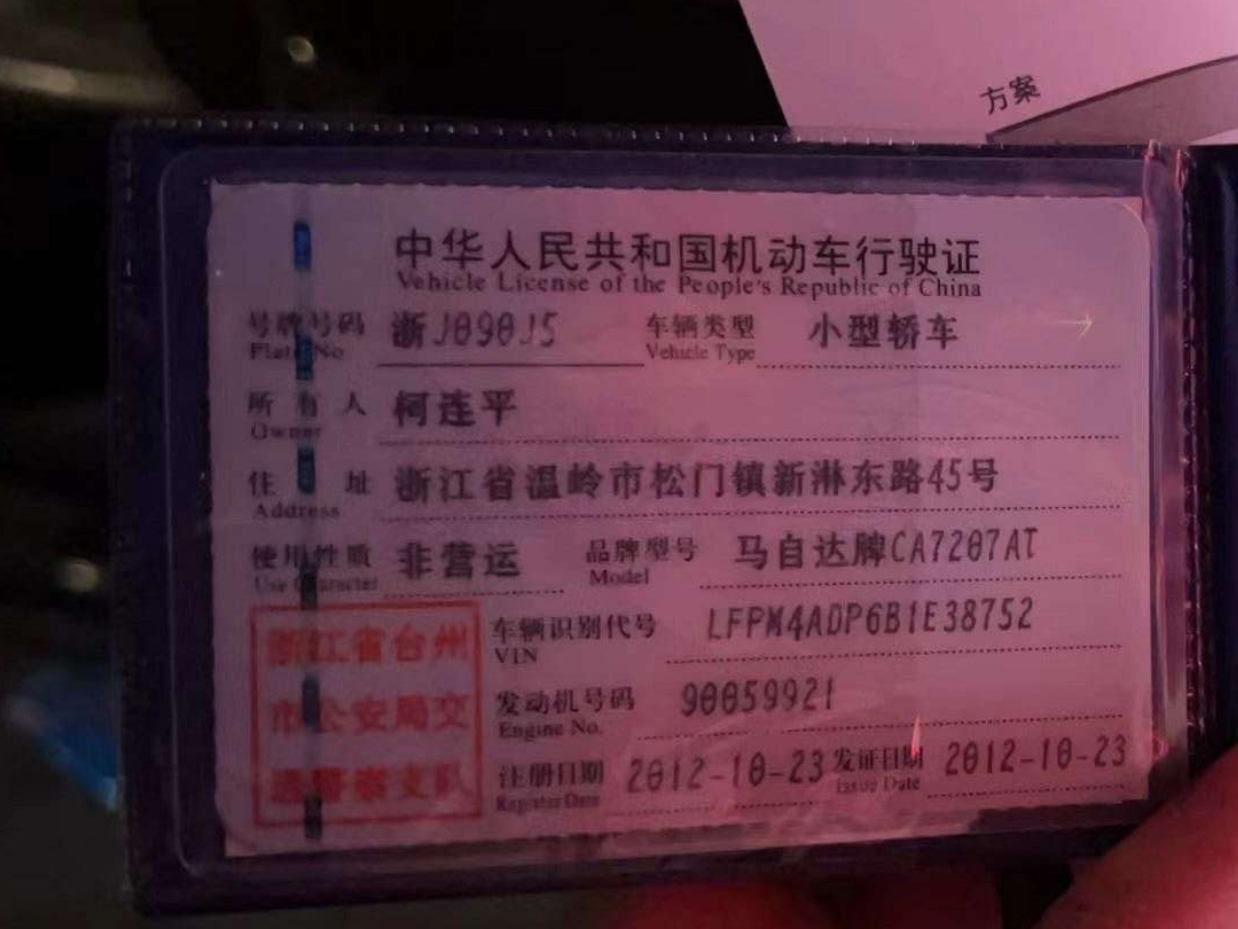 方案
中华人民共和国机动车行驶证
Vehicle License of the People's Republic of China
号牌号码 浙J090J5 车辆类型 小型轿车
Plate No Vehicle Type
所有人 柯连平
Owner
住址 浙江省温岭市松门镇新淋东路45号
Address
使用性质 非营运 品牌型号 马自达牌CA7207AT
Use Character Model
浙江省台州
市公安局交
通警察支队
车辆识别代号 LFPM4ADP6B1E38752
VIN
发动机号码 90059921
Engine No.
注册日期 2012-10-23 发证日期 2012-10-23
Register Date Issue Date